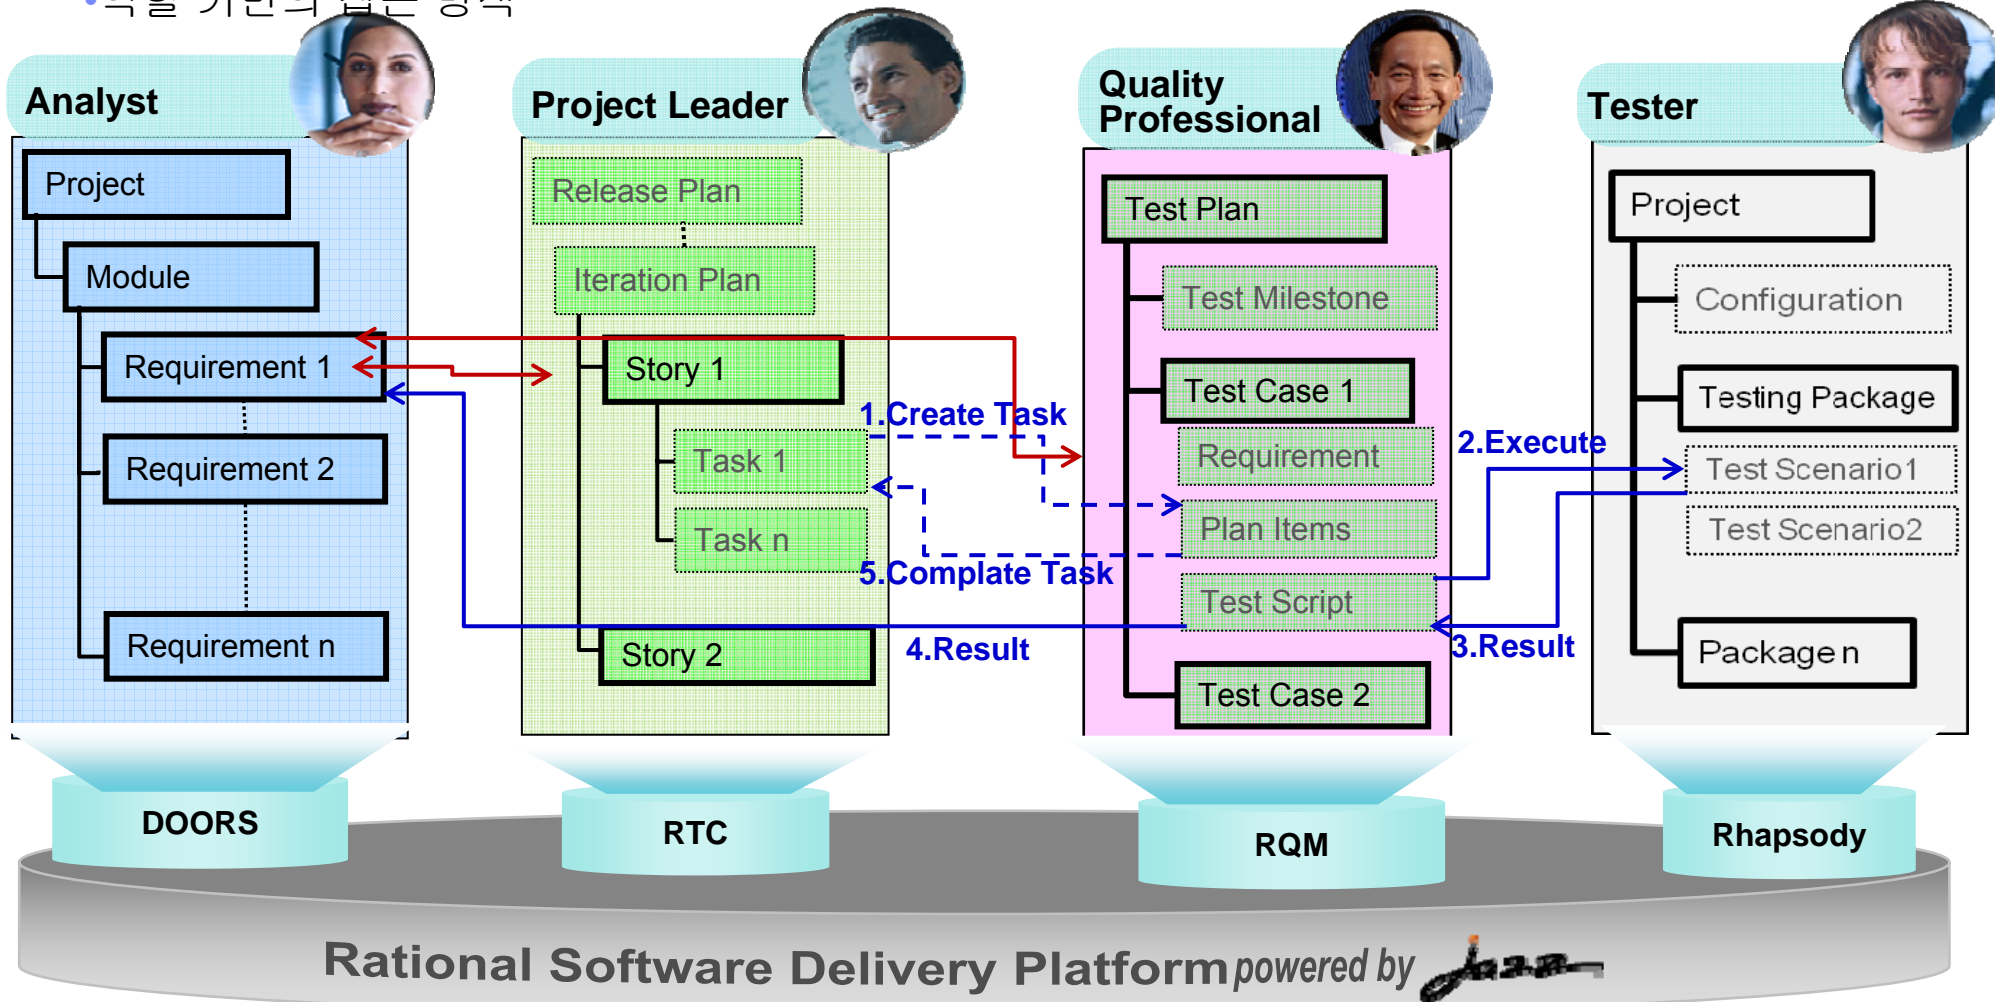 Analyst
Project
Module
Requirement 1
Requirement 2
Requirement n
DOORS
Project Leader
Release Plan
Iteration Plan
Story 1
Task 1
Task n
Story 2
RTC
1.Create Task
5.Complate Task
4.Result
Quality
Professional
Test Plan
Test Milestone
Test Case 1
Requirement
Plan Items
Test Script
Test Case 2
RQM
2.Execute
3.Result
Tester
Project
Configuration
Testing Package
Test Scenario1
Test Scenario2
Package n
Rhapsody
Rational Software Delivery Platform powered by